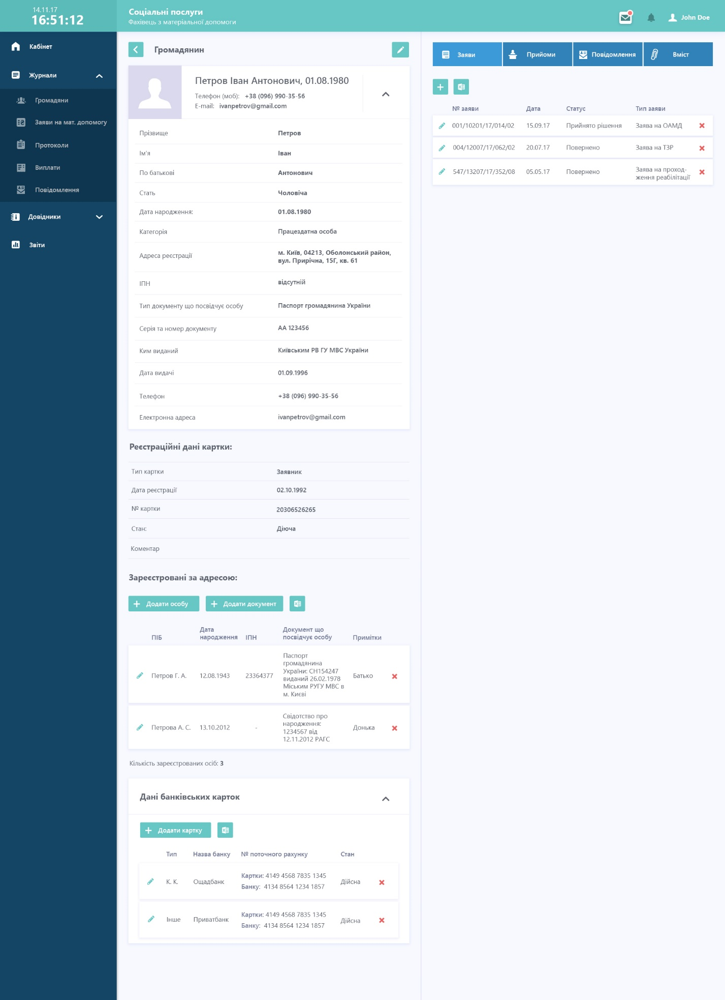 14.11.17
16:51:12
Соціальні послуги
Фахівець з матеріальної допомоги
John Doe
Кабінет
Журнали
Громадяни
Заяви на мат. допомогу
Протоколи
Виплати
Повідомлення
Довідники
Звіти
Громадянин
Петров Іван Антонович, 01.08.1980
Телефон (моб): +38 (096) 990-35-56
E-mail: ivanpetrov@gmail.com
Прізвище Петров
Ім'я Іван
По батькові Антонович
Стать Чоловіча
Дата народження: 01.08.1980
Категорія Працездатна особа
Адреса реєстрації м. Київ, 04213, Оболонський район,
вул. Прирічна, 15Г, кв. 61
ІПН відсутній
Тип документу що посвідчує особу Паспорт громадянина України
Серія та номер документу АА 123456
Ким виданий Київським РВ ГУ МВС України
Дата видачі 01.09.1996
Телефон +38 (096) 990-35-56
Електронна адреса ivanpetrov@gmail.com
Реєстраційні дані картки:
Тип картки Заявник
Дата реєстрації 02.10.1992
№ картки 20306526265
Стан: Діюча
Коментар
Зареєстровані за адресою:
Додати особу Додати документ
ПІБ Дата народження ІПН Документ що посвідчує особу Примітки
Петров Г. А. 12.08.1943 23364377 Паспорт
громадянина
України: СН154247
виданий 26.02.1978
Міським РУГУ МВС в
м. Києві
Батько
Петрова А. С. 13.10.2012 - Свідотство про
народження:
1234567 від
12.11.2012 РАГС
Донька
Кількість зареєстрованих осіб: 3
Дані банківських карток
Додати картку
Тип Назва банку № поточного рахунку Стан
К. К. Ощадбанк Картки: 4149 4568 7835 1345
Банку: 4134 8564 1234 1857
Дійсна
Інше Приватбанк Картки: 4149 4568 7835 1345
Банку: 4134 8564 1234 1857
Дійсна
Заяви Прийоми Повідомлення Вміст
№ заяви Дата Статус Тип заяви
001/10201/17/014/02 15.09.17 Прийнято рішення Заява на ОАМД
004/12007/17/062/02 20.07.17 Повернено Заява на ТЗР
547/13207/17/352/08 05.05.17 Повернено Заява на проход-
ження реабілітації